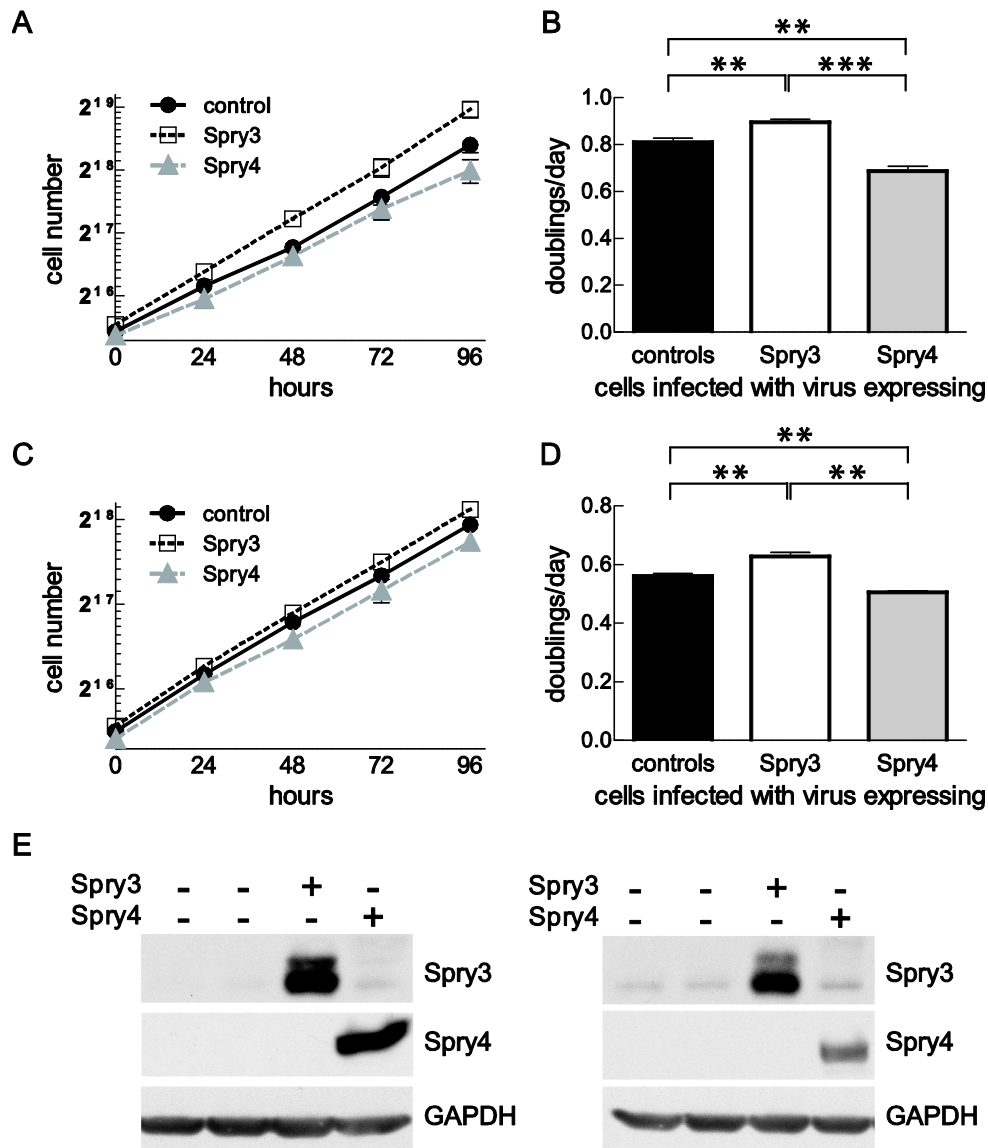 A
cell number
2^19
2^18
2^17
2^16
control
Spry3
Spry4
0 24 48 72 96
hours
B
** 
** ***
doublings/day
1.0
0.8
0.6
0.4
0.2
0.0
controls Spry3 Spry4
cells infected with virus expressing
C
cell number
2^18
2^17
2^16
control
Spry3
Spry4
0 24 48 72 96
hours
D
**
** **
doublings/day
0.8
0.6
0.4
0.2
0.0
controls Spry3 Spry4
cells infected with virus expressing
E
Spry3 - - + -
Spry4 - - - +
Spry3
Spry4
GAPDH
Spry3 - - + -
Spry4 - - - +
Spry3
Spry4
GAPDH